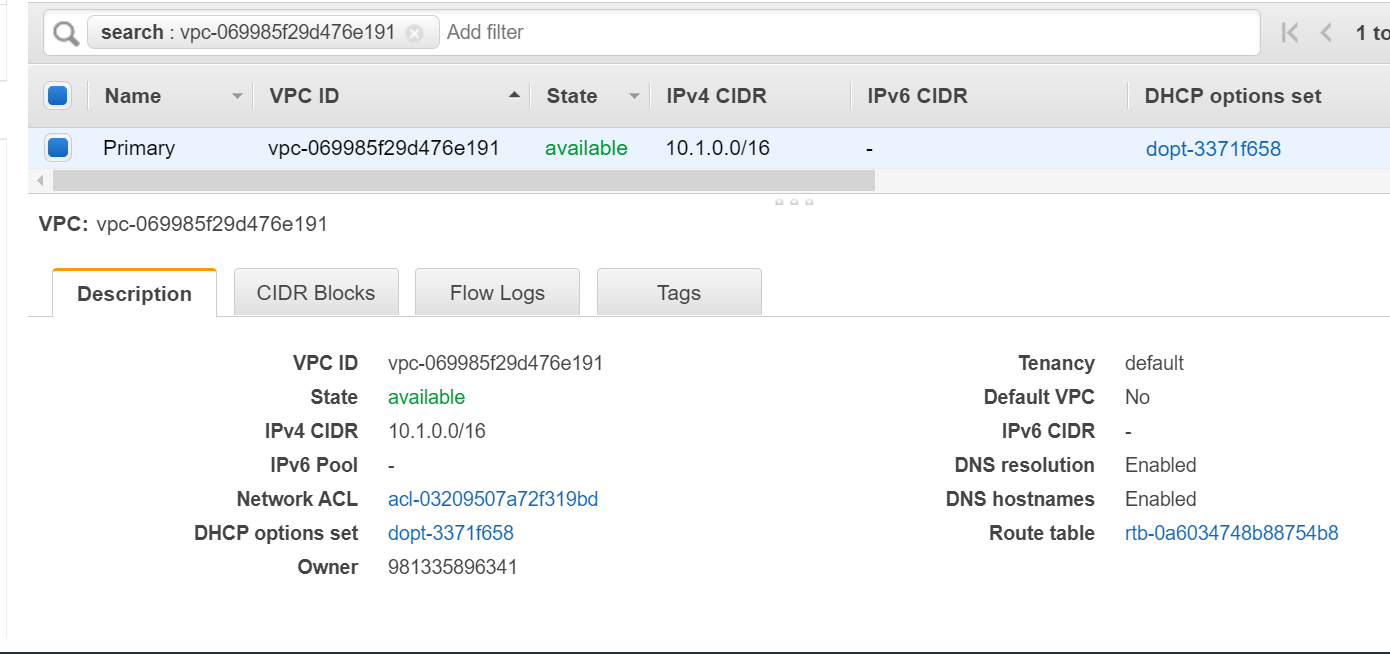 search : vpc-069985f29d476e191 Add filter 1 to
Name VPC ID State IPv4 CIDR IPv6 CIDR DHCP options set
Primary vpc-069985f29d476e191 available 10.1.0.0/16 - dopt-3371f658
VPC: vpc-069985f29d476e191
Description CIDR Blocks Flow Logs Tags
VPC ID vpc-069985f29d476e191 Tenancy default
State available Default VPC No
IPv4 CIDR 10.1.0.0/16 IPv6 CIDR -
IPv6 Pool - DNS resolution Enabled
Network ACL acl-03209507a72f319bd DNS hostnames Enabled
DHCP options set dopt-3371f658 Route table rtb-0a6034748b88754b8
Owner 981335896341